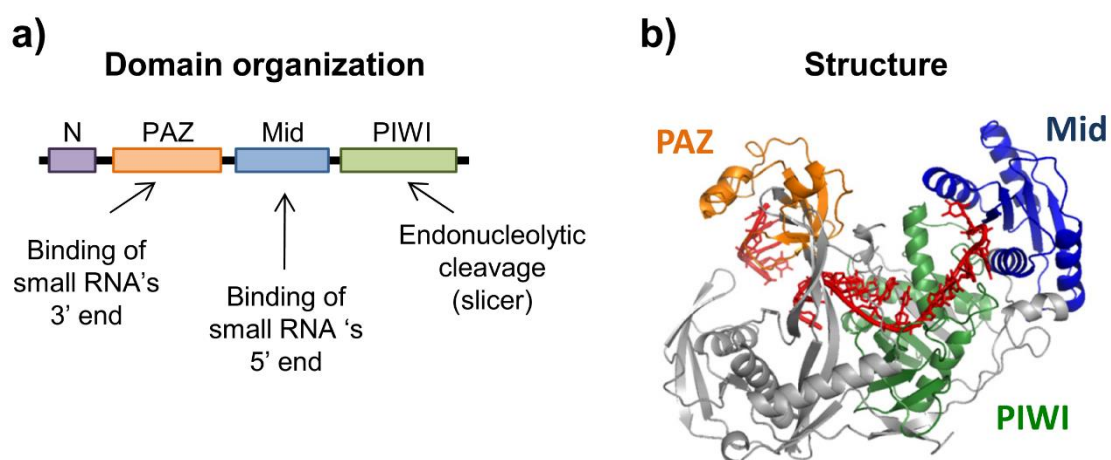 a)
Domain organization
N PAZ Mid PIWI
Binding of
small RNA's
3' end
Binding of
small RNA 's
5' end
Endonucleolytic
cleavage
(slicer)
b)
Structure
PAZ
Mid
PIWI